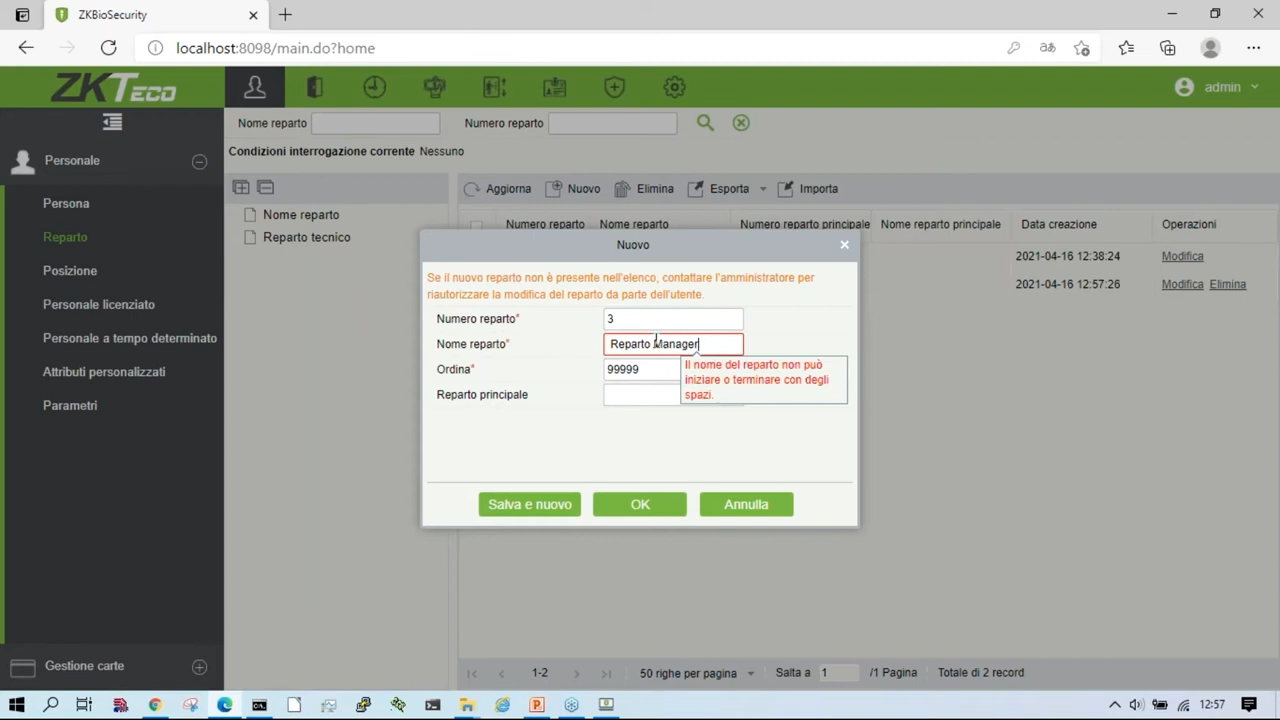 ZKBioSecurity
localhost:8098/main.do?home
ZKTeco
admin
Nome reparto
Numero reparto
Condizioni interrogazione corrente Nessuno
Personale
Persona
Reparto
Posizione
Personale licenziato
Personale a tempo determinato
Attributi personalizzati
Parametri
Gestione carte
Nome reparto
Reparto tecnico
Aggiorna Nuovo Elimina Esporta Importa
Numero reparto Nome reparto Numero reparto principale Nome reparto principale Data creazione Operazioni
2021-04-16 12:38:24 Modifica
2021-04-16 12:57:26 Modifica Elimina
Nuovo
Se il nuovo reparto non è presente nell'elenco, contattare l'amministratore per
riautorizzare la modifica del reparto da parte dell'utente.
Numero reparto* 3
Nome reparto* Reparto Manager
Ordina* 99999
Reparto principale
Il nome del reparto non può
iniziare o terminare con degli
spazi.
Salva e nuovo OK Annulla
1-2 50 righe per pagina Salta a 1 /1 Pagina Totale di 2 record
12:57